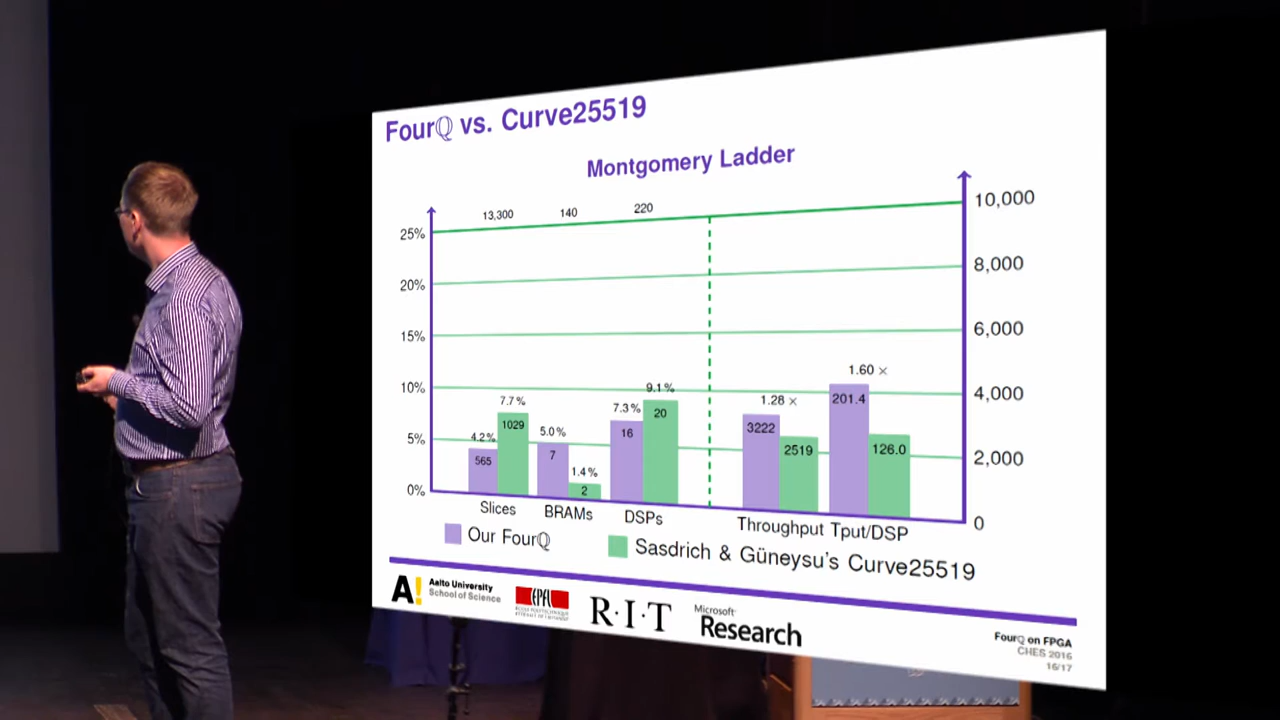 Fourℚ vs. Curve25519
Montgomery Ladder
13,300 140 220
25%
20%
15%
10%
5%
0%
10,000
8,000
6,000
4,000
2,000
0
4.2%
565
7.7%
1029
5.0%
7
1.4%
2
7.3%
16
9.1%
20
1.28 ×
3222
2519
1.60 ×
201.4
126.0
Slices BRAMs DSPs Throughput Tput/DSP
Our Fourℚ Sasdrich & Güneysu's Curve25519
A!
Aalto University
School of Science
EPFL
R·I·T
Microsoft
Research
Fourℚ on FPGA
CHES 2016
16/17